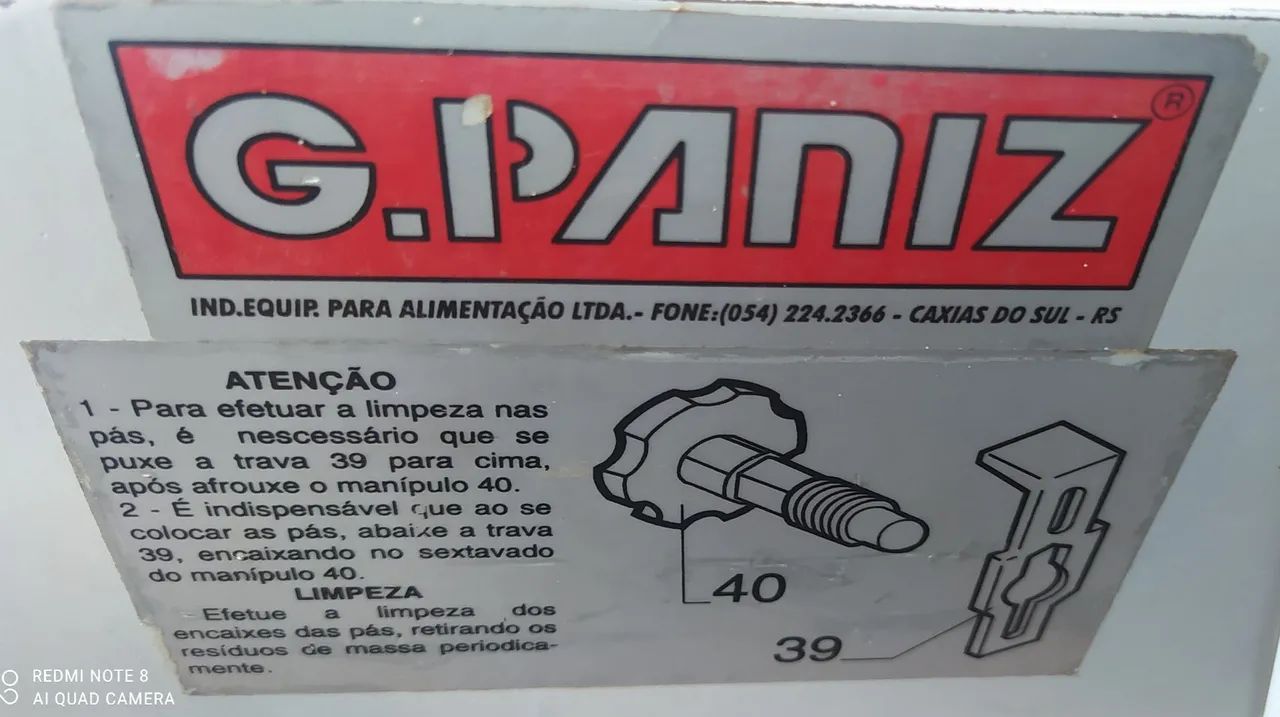 G.PANIZ ®
IND.EQUIP. PARA ALIMENTAÇÃO LTDA.- FONE:(054) 224.2366 - CAXIAS DO SUL - RS
ATENÇÃO
1 - Para efetuar a limpeza nas
pás, é nescessário que se
puxe a trava 39 para cima,
após afrouxe o manípulo 40.
2 - É indispensável que ao se
colocar as pás, abaixe a trava
39, encaixando no sextavado
do manípulo 40.
LIMPEZA
- Efetue a limpeza dos
encaixes das pás, retirando os
resíduos de massa periodica-
mente.
40
39
REDMI NOTE 8
AI QUAD CAMERA